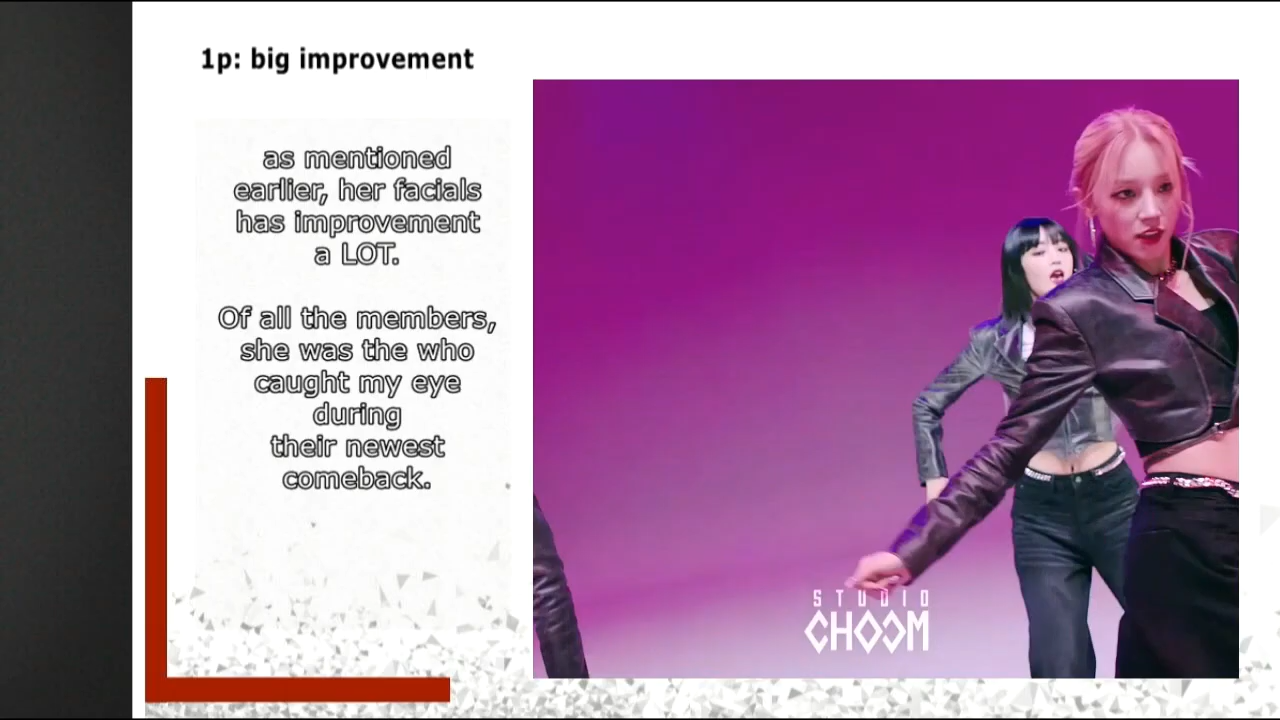 1p: big improvement
as mentioned
earlier, her facials
has improvement
a LOT.
Of all the members,
she was the who
caught my eye
during
their newest
comeback.
STUDIO
CHOOM